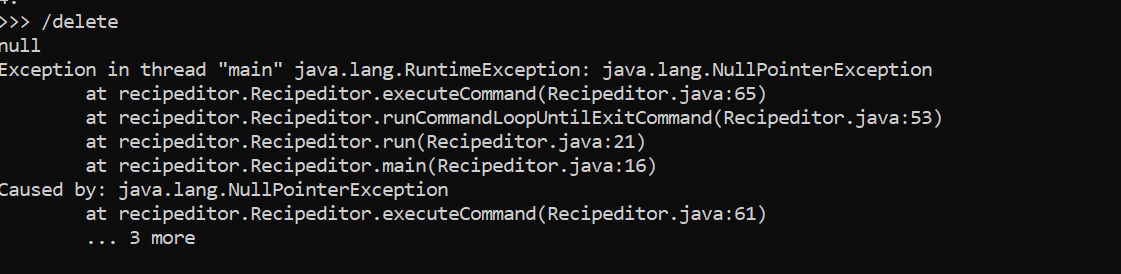 >>> /delete
null
Exception in thread "main" java.lang.RuntimeException: java.lang.NullPointerException
        at recipeditor.Recipeditor.executeCommand(Recipeditor.java:65)
        at recipeditor.Recipeditor.runCommandLoopUntilExitCommand(Recipeditor.java:53)
        at recipeditor.Recipeditor.run(Recipeditor.java:21)
        at recipeditor.Recipeditor.main(Recipeditor.java:16)
Caused by: java.lang.NullPointerException
        at recipeditor.Recipeditor.executeCommand(Recipeditor.java:61)
        ... 3 more